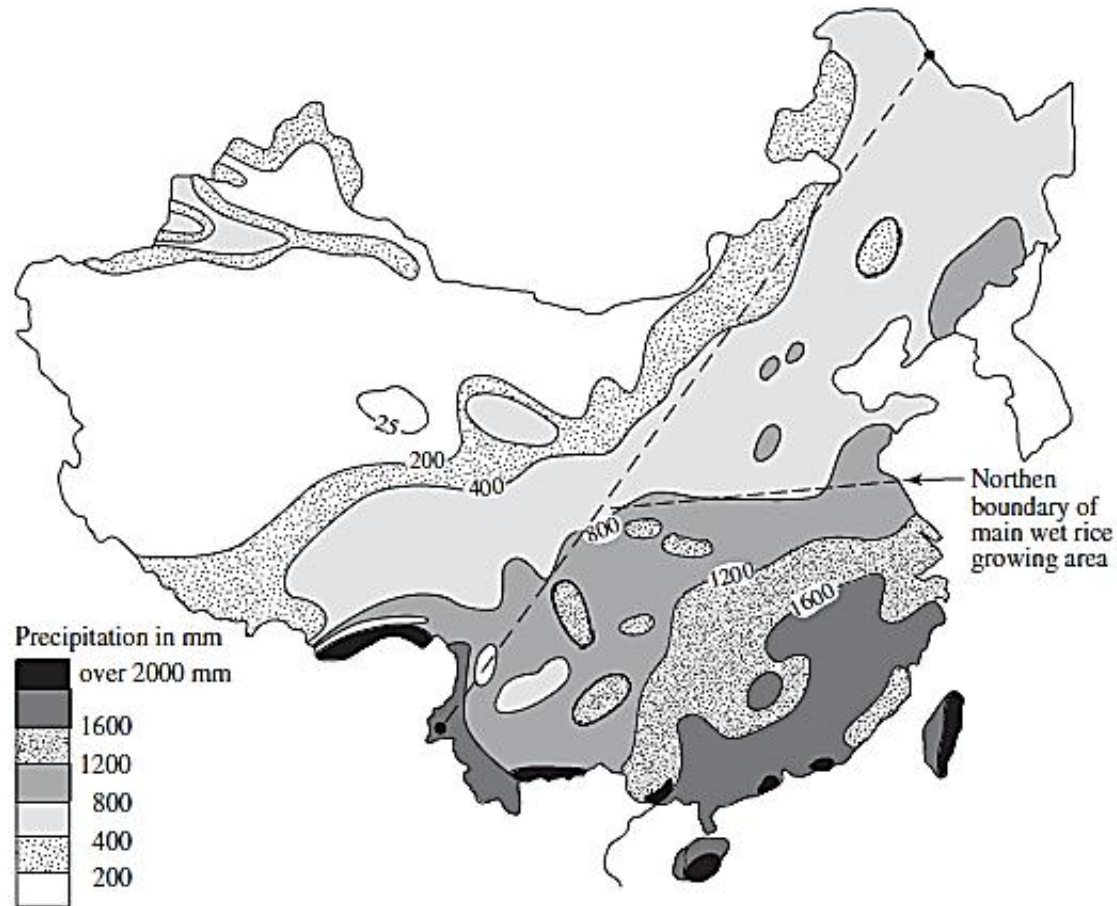 25
200
400
800
1200
1600
Northen
boundary of
main wet rice
growing area
Precipitation in mm
over 2000 mm
1600
1200
800
400
200